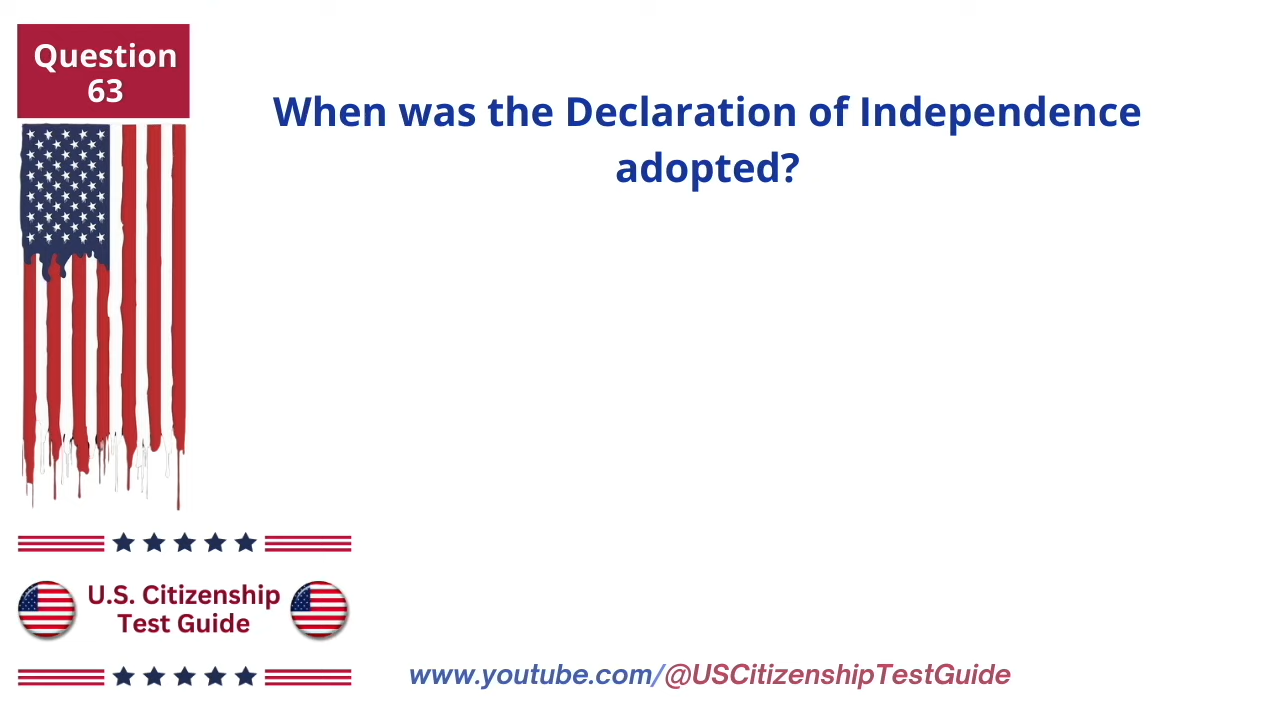 Question
63
When was the Declaration of Independence
adopted?
U.S. Citizenship
Test Guide
www.youtube.com/@USCitizenshipTestGuide